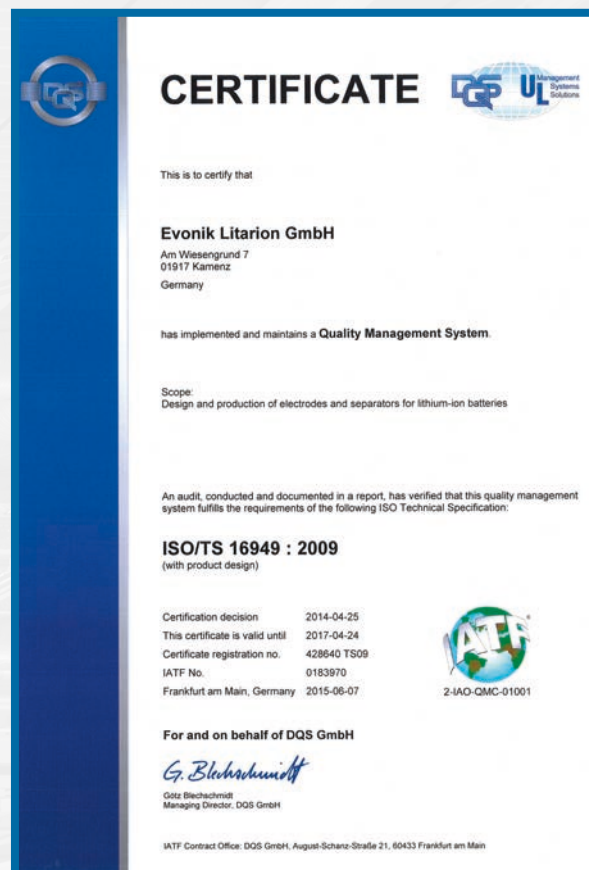 DQS
CERTIFICATE
DQS UL Management
Systems
Solutions
This is to certify that
Evonik Litarion GmbH
Am Wiesengrund 7
01917 Kamenz
Germany
has implemented and maintains a Quality Management System.
Scope:
Design and production of electrodes and separators for lithium-ion batteries
An audit, conducted and documented in a report, has verified that this quality management
system fulfills the requirements of the following ISO Technical Specification:
ISO/TS 16949 : 2009
(with product design)
Certification decision 2014-04-25
This certificate is valid until 2017-04-24
Certificate registration no. 428640 TS09
IATF No. 0183970
Frankfurt am Main, Germany 2015-06-07
IATF
2-IAO-QMC-01001
For and on behalf of DQS GmbH
G. Blechschmidt
Götz Blechschmidt
Managing Director, DQS GmbH
IATF Contract Office: DQS GmbH, August-Schanz-Straße 21, 60433 Frankfurt am Main